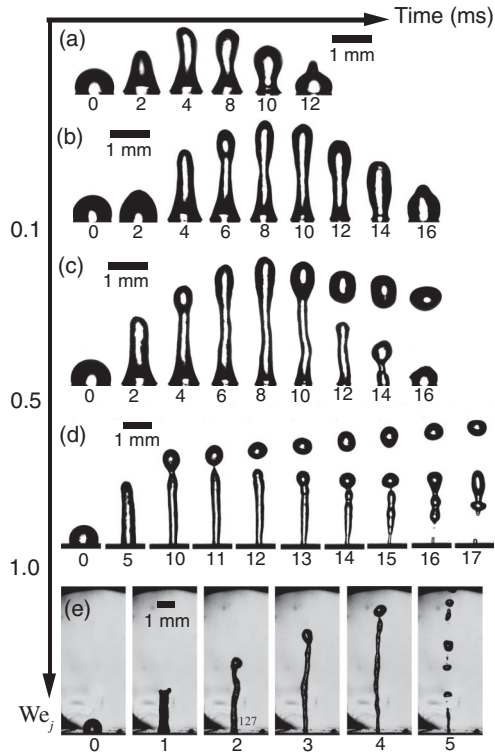 Time (ms)
(a)
1 mm
0 2 4 8 10 12
(b)
1 mm
0.1
0 2 4 6 8 10 12 14 16
(c)
1 mm
0 2 4 6 8 10 12 14 16
0.5
(d)
1 mm
0 5 10 11 12 13 14 15 16 17
1.0
(e)
1 mm
127
We_j
0 1 2 3 4 5